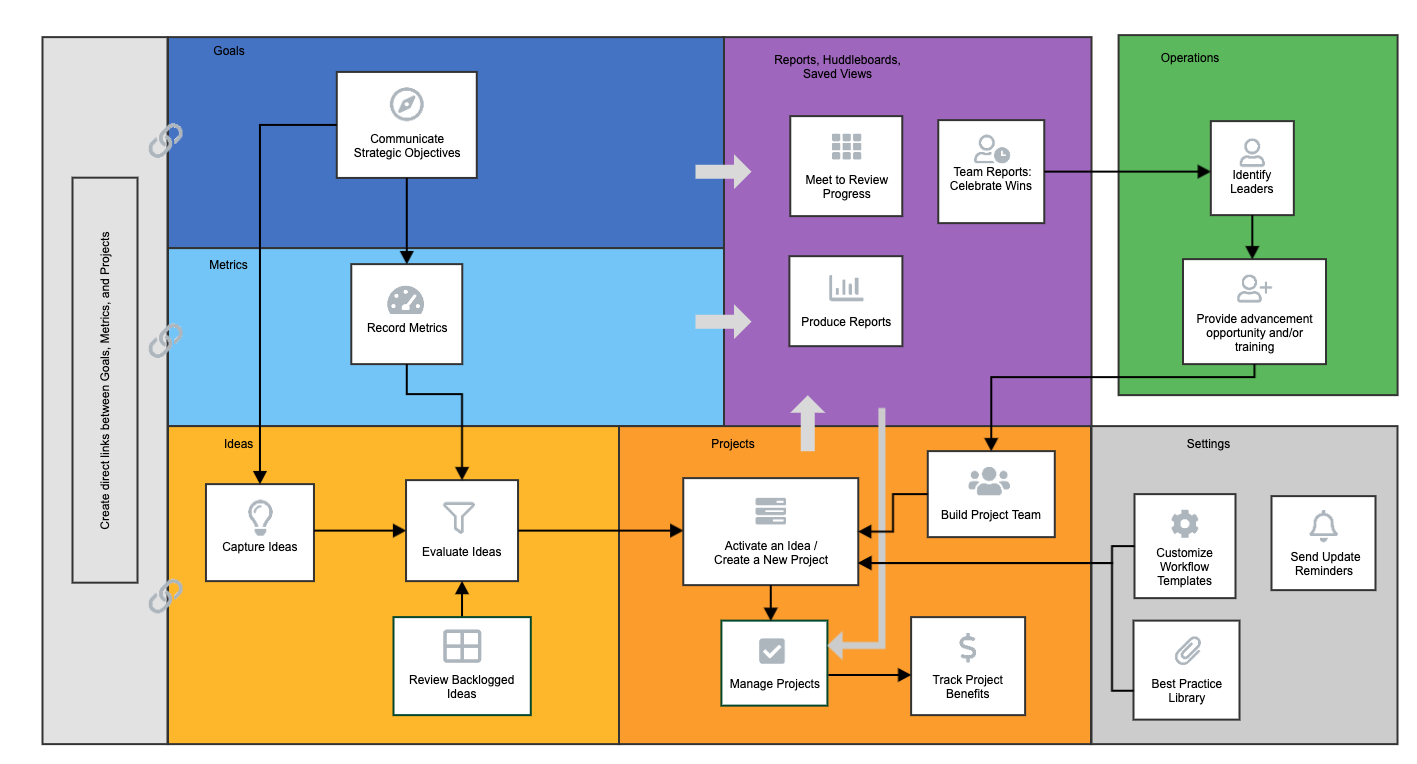 Create direct links between Goals, Metrics, and Projects
Goals
Communicate
Strategic Objectives
Metrics
Record Metrics
Reports, Huddleboards,
Saved Views
Meet to Review
Progress
Team Reports:
Celebrate Wins
Produce Reports
Operations
Identify
Leaders
Provide advancement
opportunity and/or
training
Ideas
Capture Ideas
Evaluate Ideas
Review Backlogged
Ideas
Projects
Activate an Idea /
Create a New Project
Build Project Team
Manage Projects
Track Project
Benefits
Settings
Customize
Workflow
Templates
Send Update
Reminders
Best Practice
Library